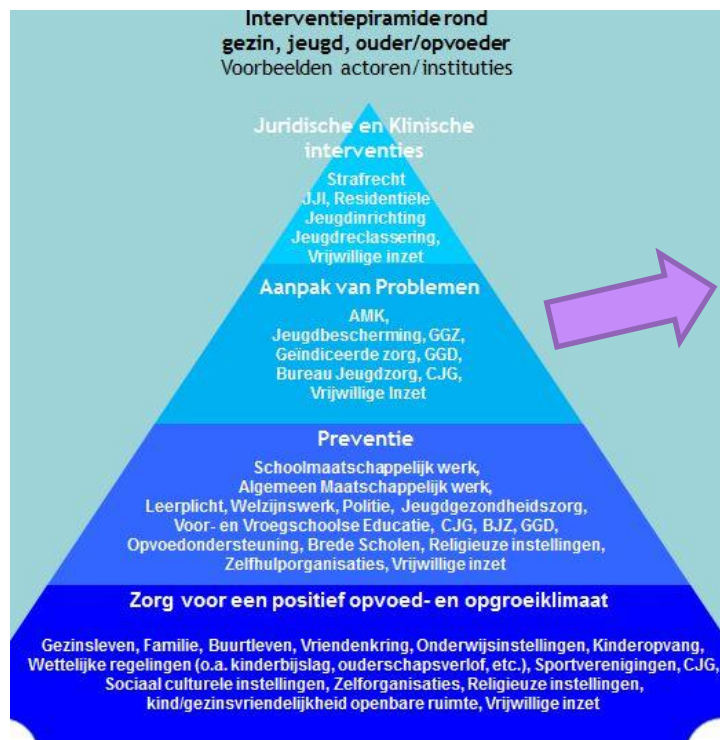 Interventiepiramide rond
gezin, jeugd, ouder/opvoeder
Voorbeelden actoren/instituties
Juridische en Klinische
interventies
Strafrecht
JJI, Residentiële
Jeugdinrichting
Jeugdreclassering,
Vrijwillige inzet
Aanpak van Problemen
AMK,
Jeugdbescherming, GGZ,
Geïndiceerde zorg, GGD,
Bureau Jeugdzorg, CJG,
Vrijwillige Inzet
Preventie
Schoolmaatschappelijk werk,
Algemeen Maatschappelijk werk,
Leerplicht, Welzijnswerk, Politie, Jeugdgezondheidszorg,
Voor- en Vroegschoolse Educatie, CJG, BJZ, GGD,
Opvoedondersteuning, Brede Scholen, Religieuze instellingen,
Zelfhulporganisaties, Vrijwillige inzet
Zorg voor een positief opvoed- en opgroeiklimaat
Gezinsleven, Familie, Buurtleven, Vriendenkring, Onderwijsinstellingen, Kinderopvang,
Wettelijke regelingen (o.a. kinderbijslag, ouderschapsverlof, etc.), Sportverenigingen, CJG,
Sociaal culturele instellingen, Zelforganisaties, Religieuze instellingen,
kind/gezinsvriendelijkheid openbare ruimte, Vrijwillige inzet